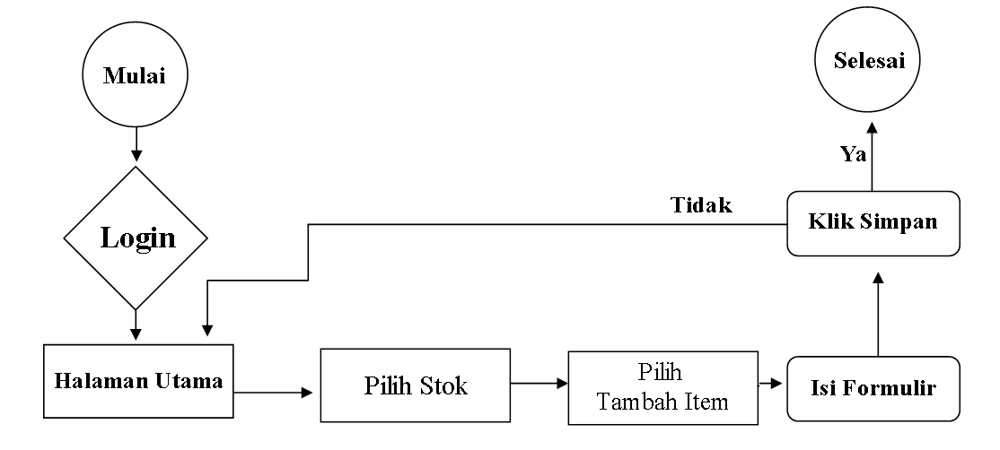 Mulai
Login
Halaman Utama
Pilih Stok
Pilih
Tambah Item
Isi Formulir
Klik Simpan
Tidak
Ya
Selesai